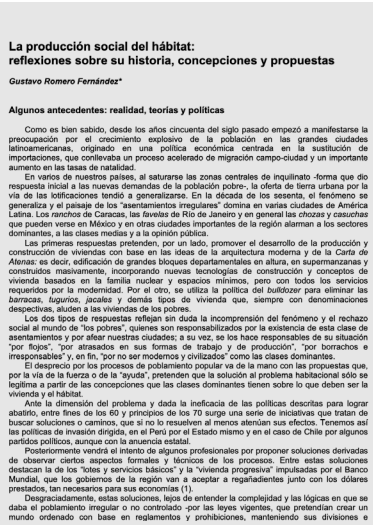 La producción social del hábitat:
reflexiones sobre su historia, concepciones y propuestas
Gustavo Romero Fernández*
Algunos antecedentes: realidad, teorías y políticas
Como es bien sabido, desde los años cincuenta del siglo pasado empezó a manifestarse la
preocupación por el crecimiento explosivo de la población en las grandes ciudades
latinoamericanas, originado en una política económica centrada en la sustitución de
importaciones, que conllevaba un proceso acelerado de migración campo-ciudad y un importante
aumento en las tasas de natalidad.
En varios de nuestros países, al saturarse las zonas centrales de inquilinato -forma que dio
respuesta inicial a las nuevas demandas de la población pobre-, la oferta de tierra urbana por la
vía de las lotificaciones tendió a generalizarse. En la década de los sesenta, el fenómeno se
generaliza y el paisaje de los "asentamientos irregulares" domina en varias ciudades de América
Latina. Los ranchos de Caracas, las favelas de Río de Janeiro y en general las chozas y casuchas
que pueden verse en México y en otras ciudades importantes de la región alarman a los sectores
dominantes, a las clases medias y a la opinión pública.
Las primeras respuestas pretenden, por un lado, promover el desarrollo de la producción y
construcción de viviendas con base en las ideas de la arquitectura moderna y de la Carta de
Atenas: es decir, edificación de grandes bloques departamentales en altura, en supermanzanas y
construidos masivamente, incorporando nuevas tecnologías de construcción y conceptos de
vivienda basados en la familia nuclear y espacios mínimos, pero con todos los servicios
requeridos por la modernidad. Por el otro, se utiliza la política del bulldozer para eliminar las
barracas, tugurios, jacales y demás tipos de vivienda que, siempre con denominaciones
despectivas, aluden a las viviendas de los pobres.
Los dos tipos de respuestas reflejan sin duda la incomprensión del fenómeno y el rechazo
social al mundo de "los pobres", quienes son responsabilizados por la existencia de esta clase de
asentamientos y por afear nuestras ciudades; a su vez, se los hace responsables de su situación
"por flojos", "por atrasados en sus formas de trabajo y de producción", "por borrachos e
irresponsables" y, en fin, "por no ser modernos y civilizados" como las clases dominantes.
El desprecio por los procesos de poblamiento popular va de la mano con las propuestas que,
por la vía de la fuerza o de la "ayuda", pretenden que la solución al problema habitacional sólo se
legitima a partir de las concepciones que las clases dominantes tienen sobre lo que deben ser la
vivienda y el hábitat.
Ante la dimensión del problema y dada la ineficacia de las políticas descritas para lograr
abatirlo, entre fines de los 60 y principios de los 70 surge una serie de iniciativas que tratan de
buscar soluciones o caminos, que si no lo resuelven al menos atenúan sus efectos. Tenemos así
las políticas de invasión dirigida, en el Perú por el Estado mismo y en el caso de Chile por algunos
partidos políticos, aunque con la anuencia estatal.
Posteriormente vendrá el intento de algunos profesionales por proponer soluciones derivadas
de observar ciertos aspectos formales y técnicos de los procesos. Entre estas soluciones
destacan la de los "lotes y servicios básicos" y la "vivienda progresiva" impulsadas por el Banco
Mundial, que los gobiernos de la región van a aceptar a regañadientes junto con los dólares
prestados, tan necesarios para sus economías (1).
Desgraciadamente, estas soluciones, lejos de entender la complejidad y las lógicas en que se
daba el poblamiento irregular o no controlado -por las leyes vigentes, que pretendían crear un
mundo ordenado con base en reglamentos y prohibiciones, manteniendo sus divisiones e